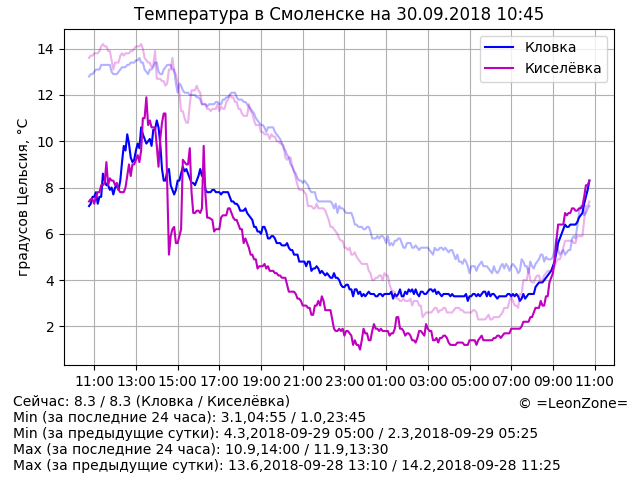 Температура в Смоленске на 30.09.2018 10:45
Кловка
Киселёвка
градусов Цельсия, °C
14
12
10
8
6
4
2
11:00 13:00 15:00 17:00 19:00 21:00 23:00 01:00 03:00 05:00 07:00 09:00 11:00
Сейчас: 8.3 / 8.3 (Кловка / Киселёвка)
© =LeonZone=
Min (за последние 24 часа): 3.1,04:55 / 1.0,23:45
Min (за предыдущие сутки): 4.3,2018-09-29 05:00 / 2.3,2018-09-29 05:25
Max (за последние 24 часа): 10.9,14:00 / 11.9,13:30
Max (за предыдущие сутки): 13.6,2018-09-28 13:10 / 14.2,2018-09-28 11:25